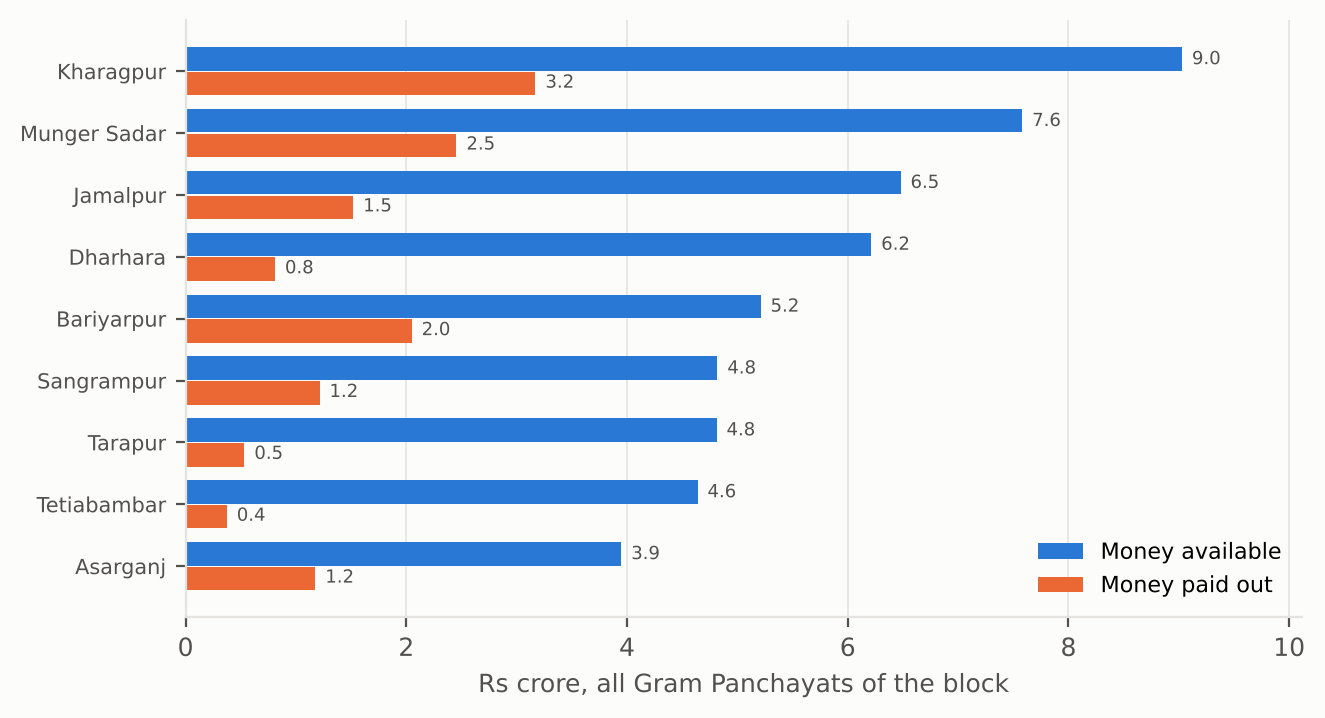 Kharagpur 9.0
3.2
Munger Sadar 7.6
2.5
Jamalpur 6.5
1.5
Dharhara 6.2
0.8
Bariyarpur 5.2
2.0
Sangrampur 4.8
1.2
Tarapur 4.8
0.5
Tetiabambar 4.6
0.4
Asarganj 3.9
1.2
Money available
Money paid out
0 2 4 6 8 10
Rs crore, all Gram Panchayats of the block